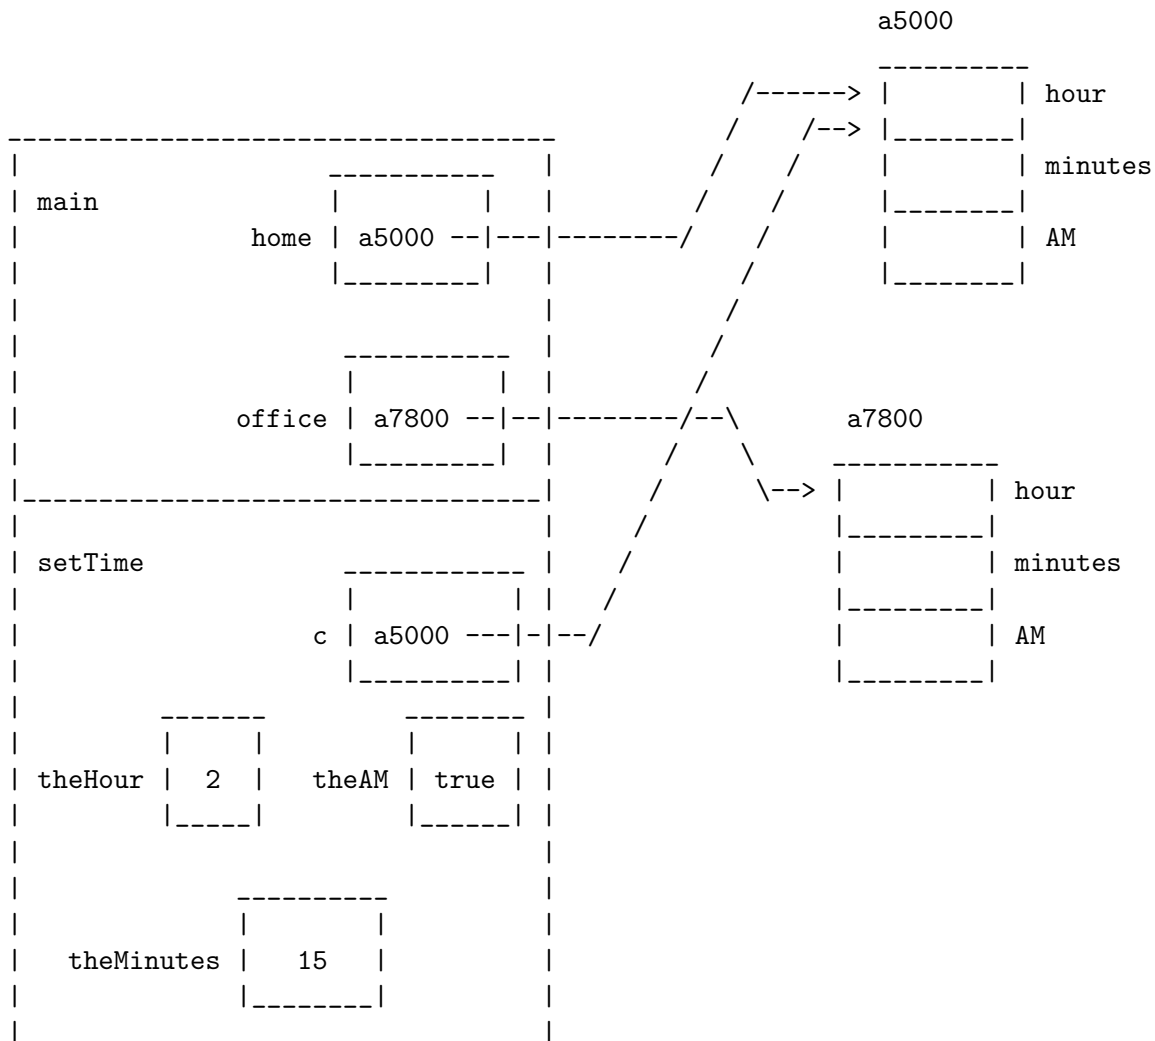 a5000
hour
minutes
main
home a5000 AM
office a7800 a7800
hour
setTime minutes
c a5000 AM
theHour 2 theAM true
theMinutes 15